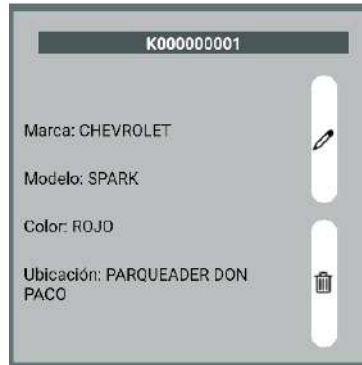 K000000001
Marca: CHEVROLET
Modelo: SPARK
Color: ROJO
Ubicación: PARQUEADER DON
PACO